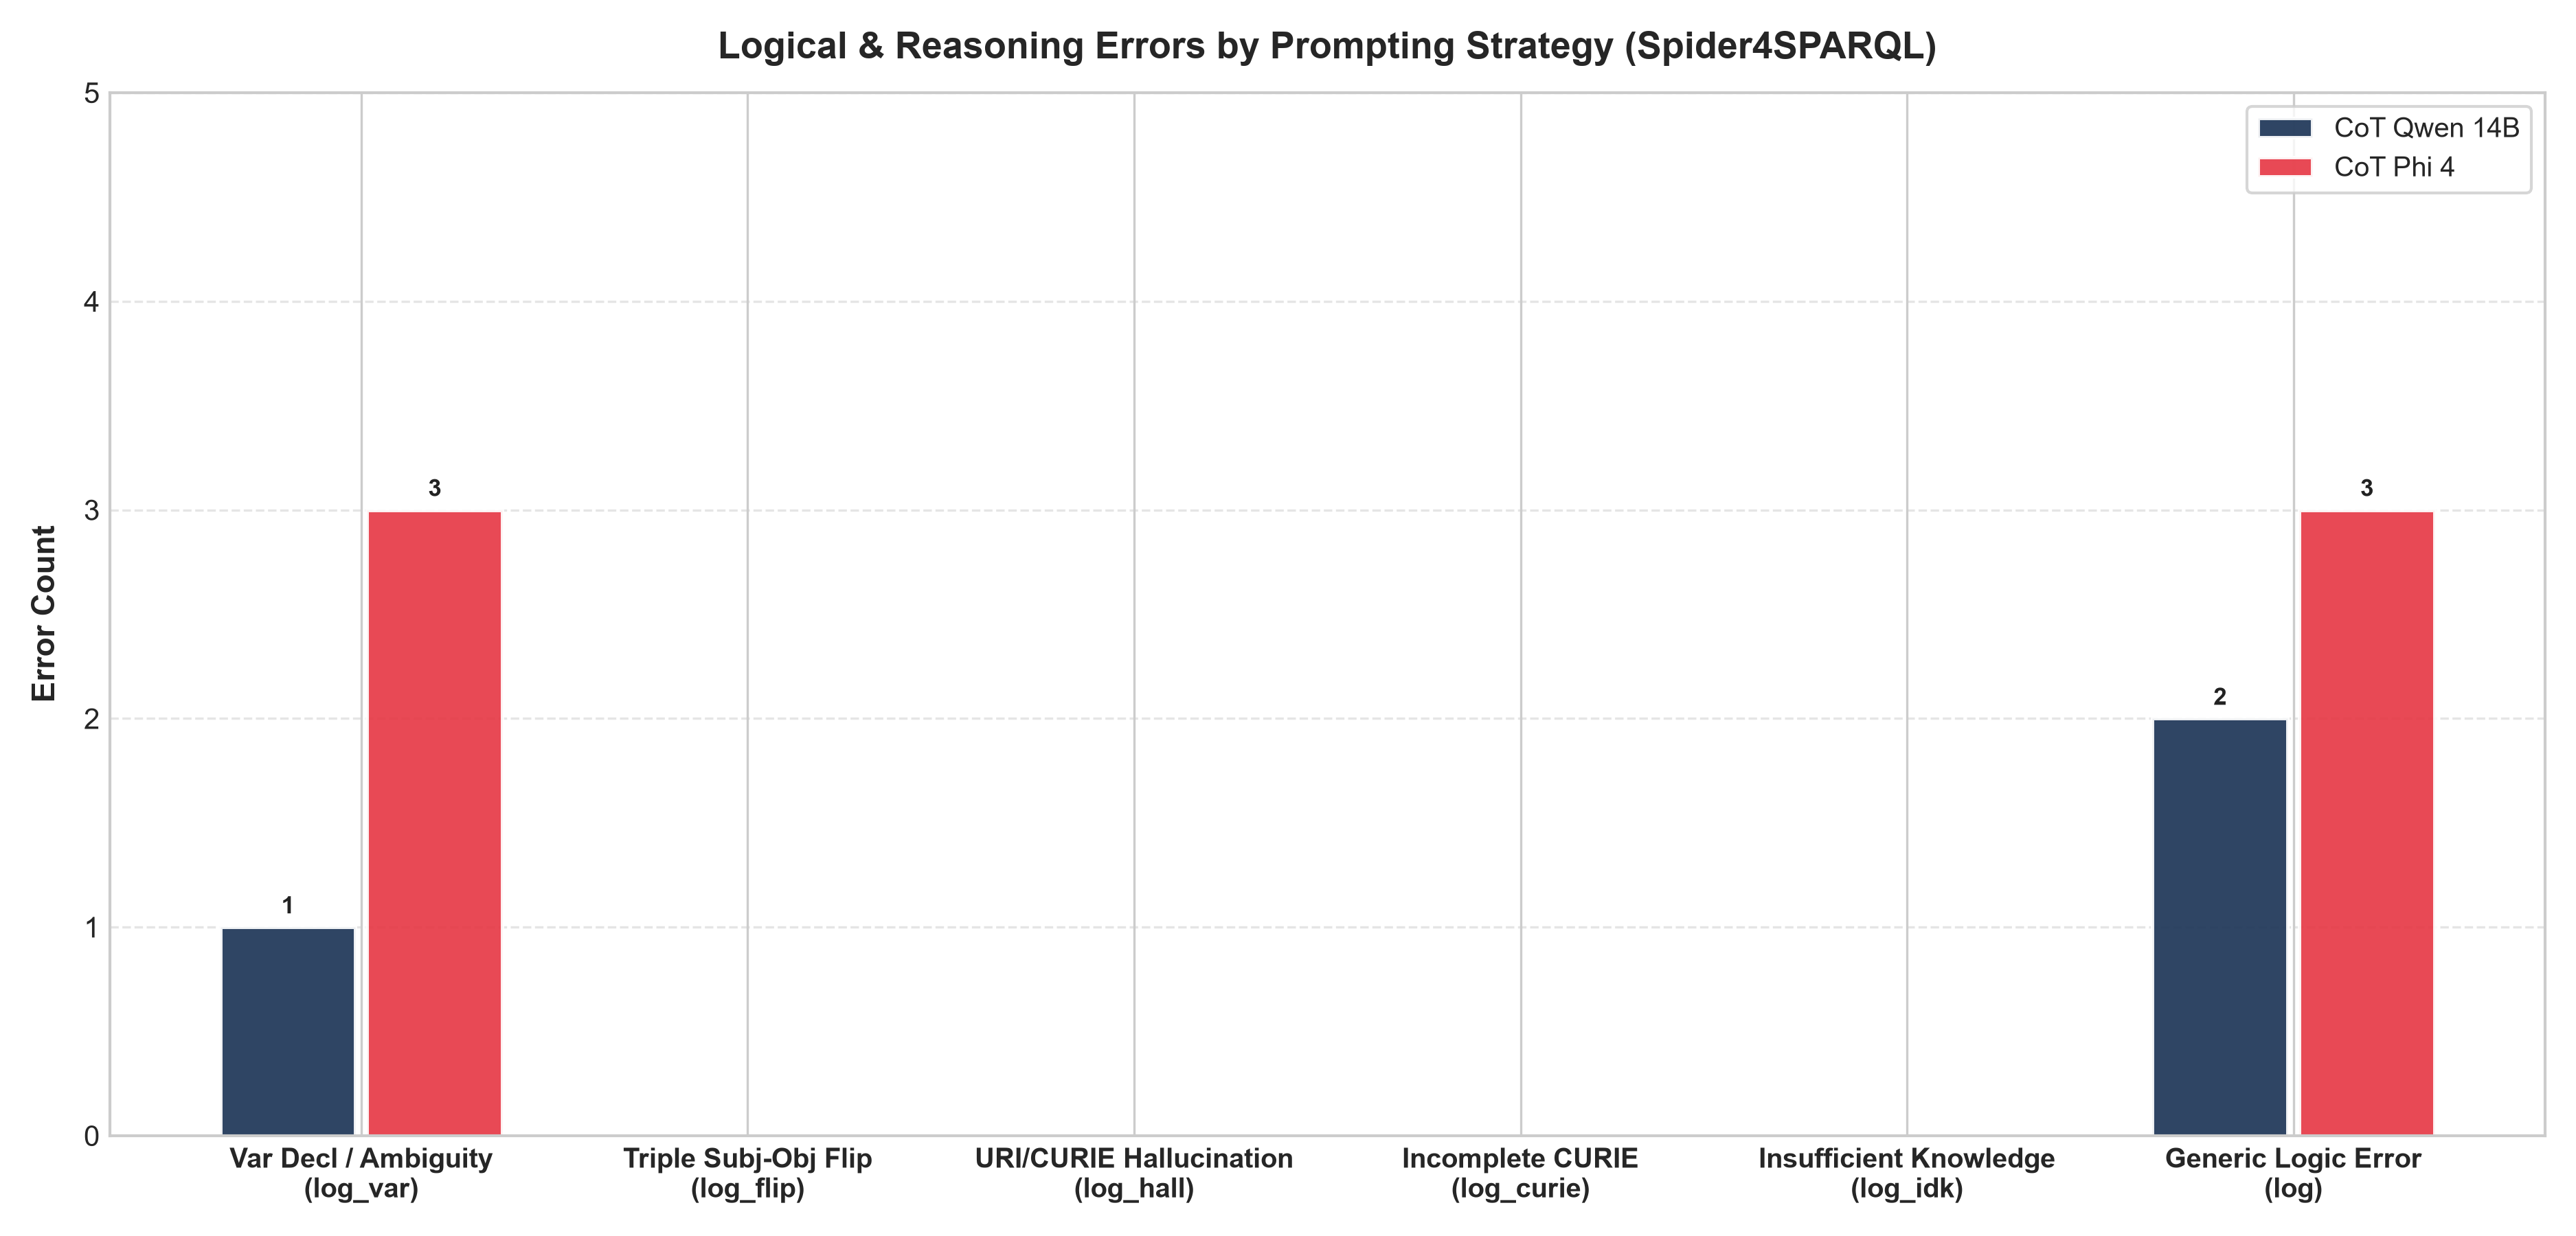 Logical & Reasoning Errors by Prompting Strategy (Spider4SPARQL)
CoT Qwen 14B
CoT Phi 4
Error Count
5
4
3
2
1
0
1
3
2
3
Var Decl / Ambiguity
(log_var)
Triple Subj-Obj Flip
(log_flip)
URI/CURIE Hallucination
(log_hall)
Incomplete CURIE
(log_curie)
Insufficient Knowledge
(log_idk)
Generic Logic Error
(log)